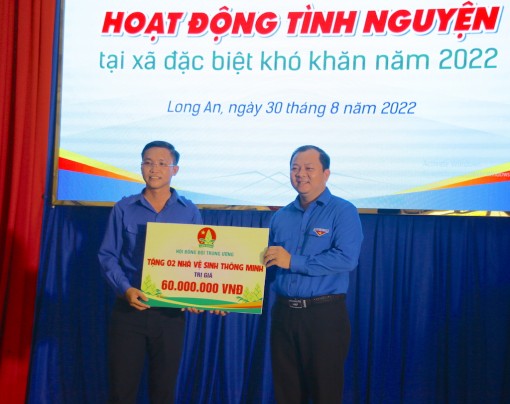 HOẠT ĐỘNG TÌNH NGUYỆN
tại xã đặc biệt khó khăn năm 2022
Long An, ngày 30 tháng 8 năm 2022
HỘI ĐỒNG ĐỘI TRUNG ƯƠNG
TẶNG 02 NHÀ VỆ SINH THÔNG MINH
TRỊ GIÁ
60.000.000 VNĐ